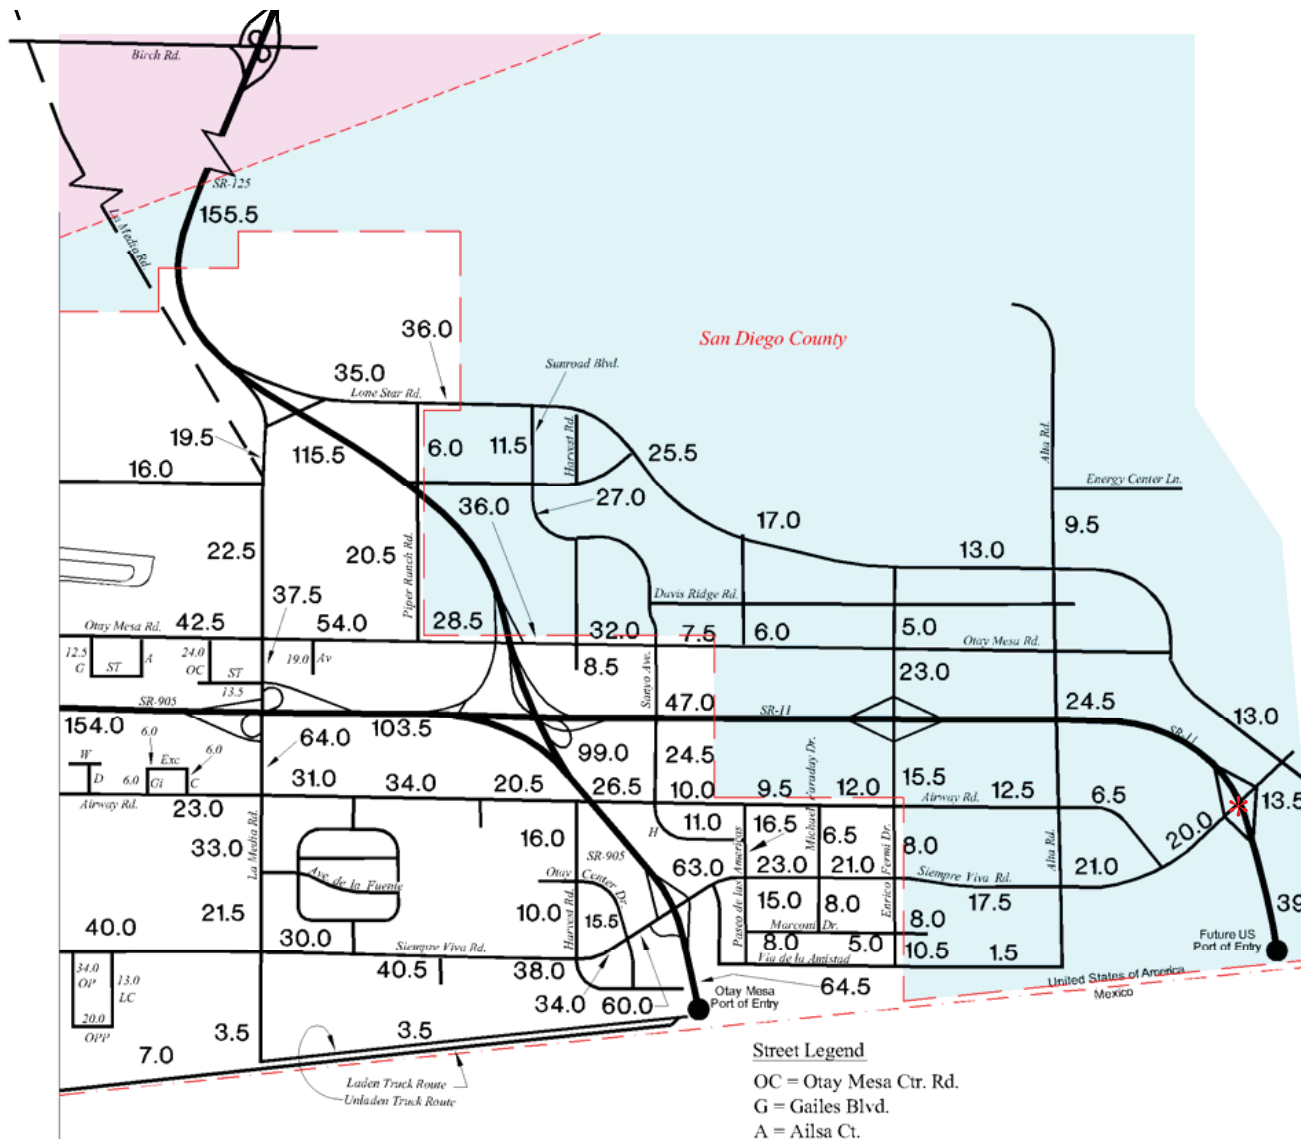 Birch Rd.
SR-125
155.5
La Media Rd.
36.0
San Diego County
35.0
Sunroad Blvd.
Lone Star Rd.
19.5
115.5
6.0
11.5
Harvest Rd.
25.5
Alta Rd.
16.0
27.0
Energy Center Ln.
36.0
17.0
9.5
22.5
20.5
13.0
Piper Ranch Rd.
37.5
Davis Ridge Rd.
Otay Mesa Rd.
42.5
54.0
28.5
32.0
7.5
6.0
5.0
Otay Mesa Rd.
12.5
G
ST
A
24.0
OC
ST
19.0
Av
8.5
Sanyo Ave.
23.0
13.5
SR-905
47.0
SR-11
24.5
13.0
SR-11
154.0
6.0
103.5
64.0
99.0
24.5
Michael Faraday Dr.
W
D
6.0
Exc
Gi
C
6.0
31.0
34.0
20.5
26.5
10.0
9.5
12.0
15.5
12.5
6.5
13.5
Airway Rd.
23.0
Airway Rd.
La Media Rd.
33.0
16.0
H
11.0
16.5
6.5
8.0
20.0
SR-905
63.0
Paseo de las Americas
23.0
21.0
Enrico Fermi Dr.
Alta Rd.
21.0
Ave de la Fuente
Otay Center Dr.
Siempre Viva Rd.
21.5
10.0
Harvest Rd.
15.5
15.0
8.0
17.5
39
40.0
30.0
Marconi Dr.
8.0
Siempre Viva Rd.
8.0
5.0
10.5
1.5
Future US
Port of Entry
Via de la Amistad
34.0
OP
13.0
LC
40.5
38.0
United States of America
Mexico
34.0
60.0
Otay Mesa
Port of Entry
64.5
20.0
OPP
3.5
3.5
7.0
Laden Truck Route
Unladen Truck Route
Street Legend
OC = Otay Mesa Ctr. Rd.
G = Gailes Blvd.
A = Ailsa Ct.